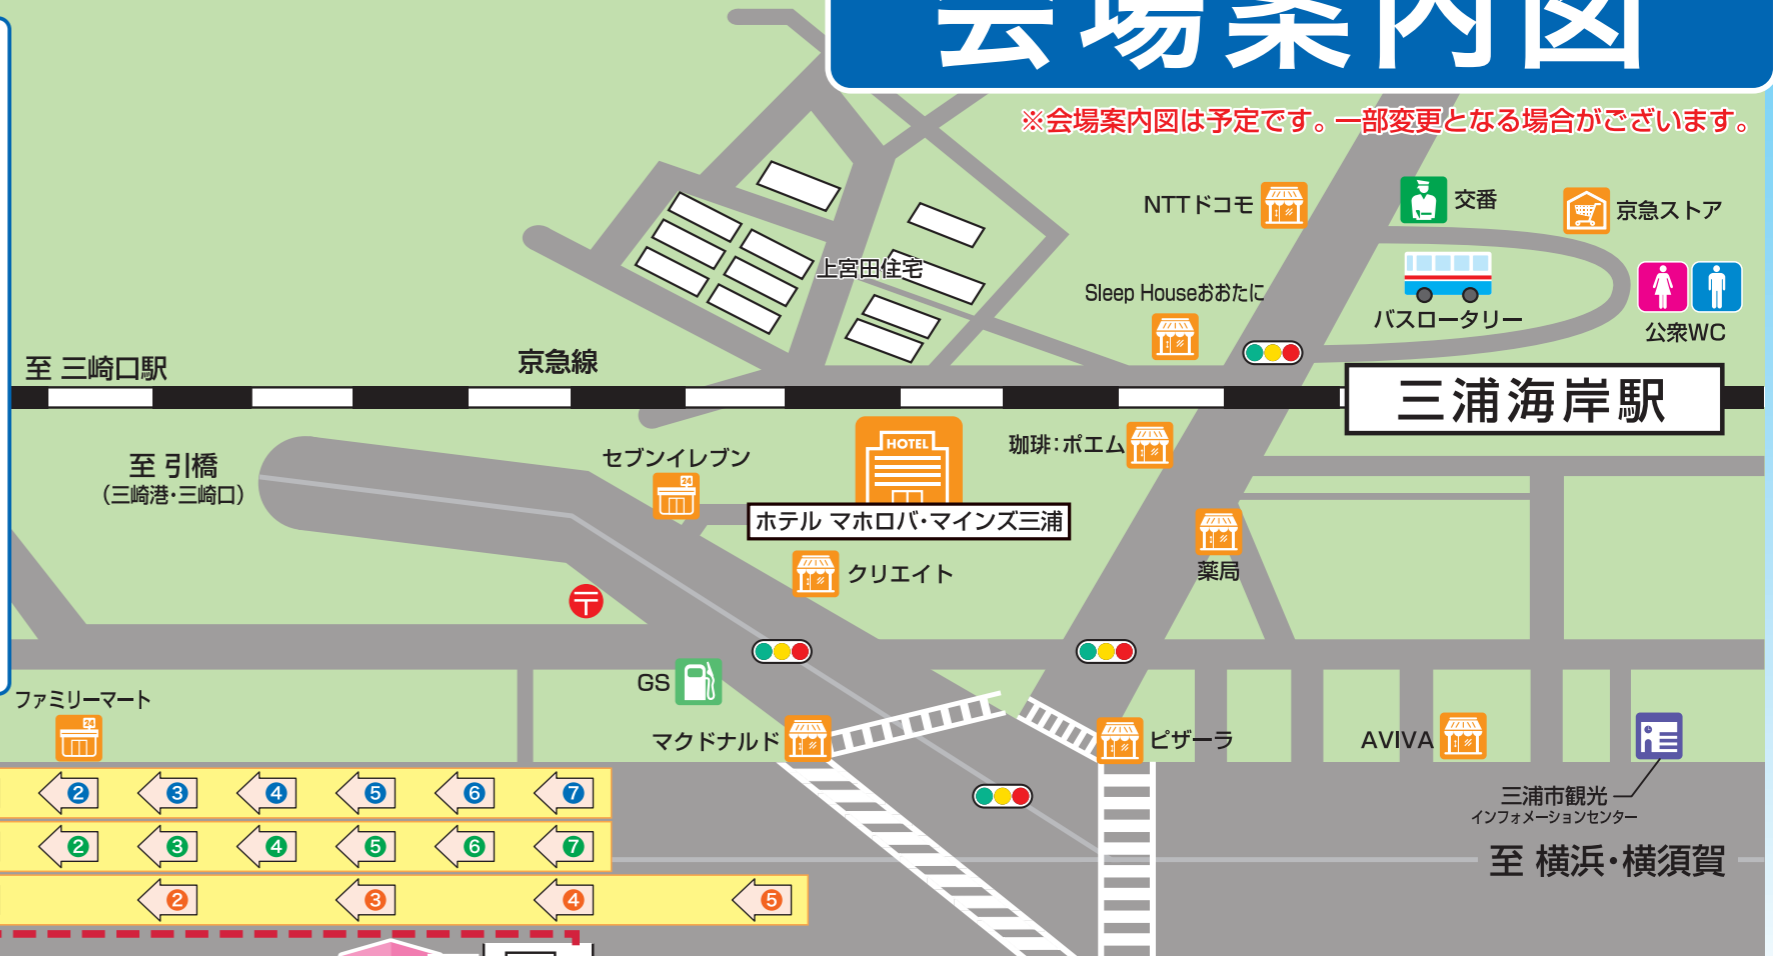 会場案内図
※会場案内図は予定です。一部変更となる場合がございます。
NTTドコモ
交番
京急ストア
上宮田住宅
Sleep Houseおおたに
バスロータリー
公衆WC
至 三崎口駅
京急線
三浦海岸駅
至 引橋
(三崎港・三崎口)
セブンイレブン
24
HOTEL
珈琲:ポエム
ホテル マホロバ・マインズ三浦
クリエイト
薬局
〒
GS
ファミリーマート
24
マクドナルド
ピザーラ
AVIVA
三浦市観光
インフォメーションセンター
至 横浜・横須賀
2 3 4 5 6 7
2 3 4 5 6 7
2 3 4 5